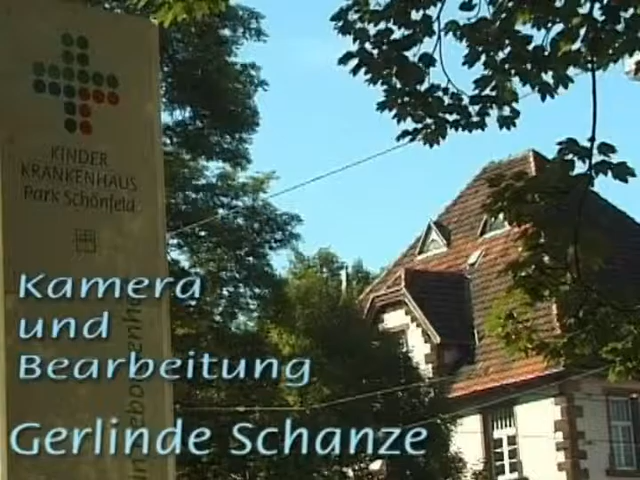 KINDER
KRANKENHAUS
Park Schönfeld
Kamera
und
Bearbeitung
Gerlinde Schanze